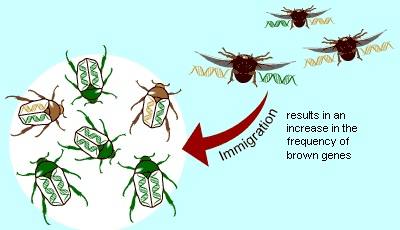 Immigration
results in an
increase in the
frequency of
brown genes